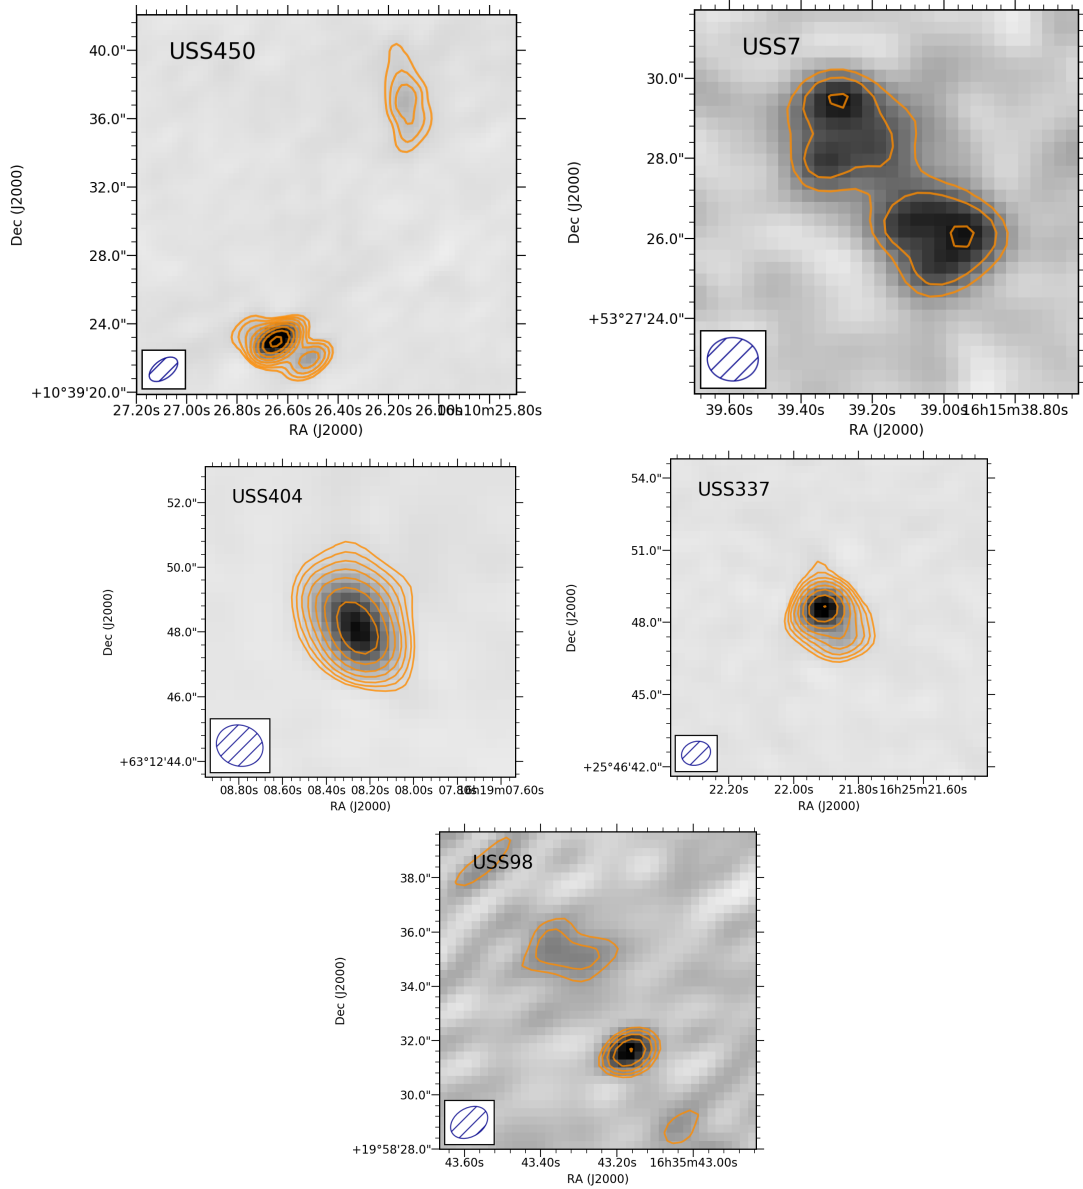 USS450
40.0"
36.0"
32.0"
28.0"
24.0"
+10°39'20.0"
Dec (J2000)
27.20s 27.00s 26.80s 26.60s 26.40s 26.20s 26.00s 16h10m25.80s
RA (J2000)
USS7
30.0"
28.0"
26.0"
+53°27'24.0"
Dec (J2000)
39.60s 39.40s 39.20s 39.00s 16h15m38.80s
RA (J2000)
USS404
52.0"
50.0"
48.0"
46.0"
+63°12'44.0"
Dec (J2000)
08.80s 08.60s 08.40s 08.20s 08.00s 07.80s 16h19m07.60s
RA (J2000)
USS337
54.0"
51.0"
48.0"
45.0"
+25°46'42.0"
Dec (J2000)
22.20s 22.00s 21.80s 16h25m21.60s
RA (J2000)
USS98
38.0"
36.0"
34.0"
32.0"
30.0"
+19°58'28.0"
Dec (J2000)
43.60s 43.40s 43.20s 16h35m43.00s
RA (J2000)